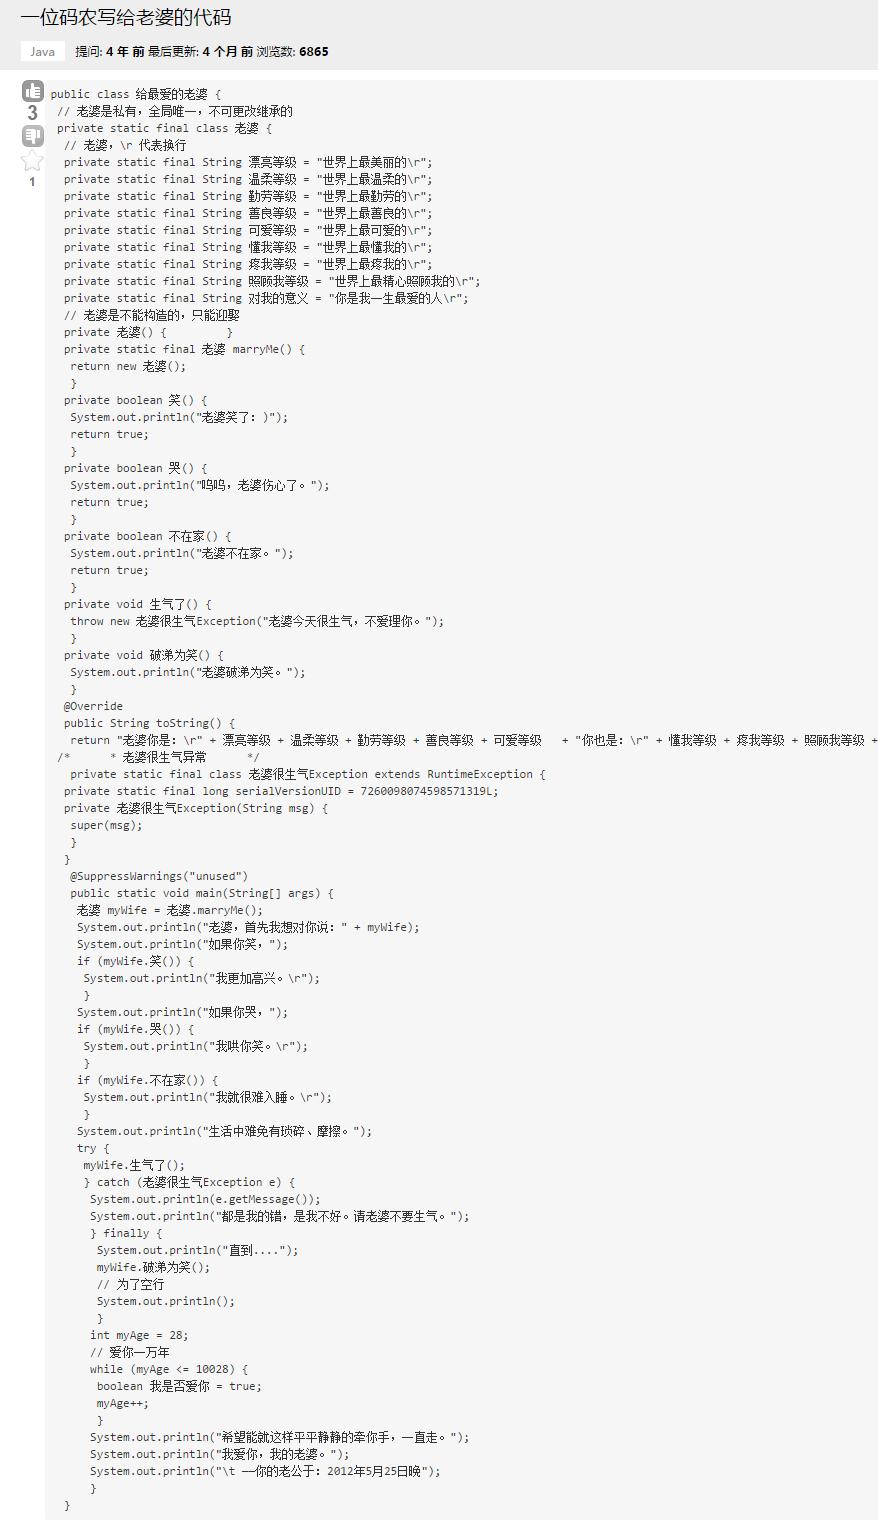 一位码农写给老婆的代码
Java 提问: 4 年 前 最后更新: 4 个月 前 浏览数: 6865
3
1
public class 给最爱的老婆 {
// 老婆是私有，全局唯一，不可更改继承的
private static final class 老婆 {
// 老婆，\r 代表换行
private static final String 漂亮等级 = "世界上最美丽的\r";
private static final String 温柔等级 = "世界上最温柔的\r";
private static final String 勤劳等级 = "世界上最勤劳的\r";
private static final String 善良等级 = "世界上最善良的\r";
private static final String 可爱等级 = "世界上最可爱的\r";
private static final String 懂我等级 = "世界上最懂我的\r";
private static final String 疼我等级 = "世界上最疼我的\r";
private static final String 照顾我等级 = "世界上最精心照顾我的\r";
private static final String 对我的意义 = "你是我一生最爱的人\r";
// 老婆是不能构造的，只能迎娶
private 老婆() {         }
private static final 老婆 marryMe() {
return new 老婆();
}
private boolean 笑() {
System.out.println("老婆笑了：)");
return true;
}
private boolean 哭() {
System.out.println("呜呜，老婆伤心了。");
return true;
}
private boolean 不在家() {
System.out.println("老婆不在家。");
return true;
}
private void 生气了() {
throw new 老婆很生气Exception("老婆今天很生气，不爱理你。");
}
private void 破涕为笑() {
System.out.println("老婆破涕为笑。");
}
@Override
public String toString() {
return "老婆你是：\r" + 漂亮等级 + 温柔等级 + 勤劳等级 + 善良等级 + 可爱等级   + "你也是：\r" + 懂我等级 + 疼我等级 + 照顾我等级 +
/*      * 老婆很生气异常      */
private static final class 老婆很生气Exception extends RuntimeException {
private static final long serialVersionUID = 7260098074598571319L;
private 老婆很生气Exception(String msg) {
super(msg);
}
}
@SuppressWarnings("unused")
public static void main(String[] args) {
老婆 myWife = 老婆.marryMe();
System.out.println("老婆，首先我想对你说：" + myWife);
System.out.println("如果你笑，");
if (myWife.笑()) {
System.out.println("我更加高兴。\r");
}
System.out.println("如果你哭，");
if (myWife.哭()) {
System.out.println("我哄你笑。\r");
}
if (myWife.不在家()) {
System.out.println("我就很难入睡。\r");
}
System.out.println("生活中难免有琐碎、摩擦。");
try {
myWife.生气了();
} catch (老婆很生气Exception e) {
System.out.println(e.getMessage());
System.out.println("都是我的错，是我不好。请老婆不要生气。");
} finally {
System.out.println("直到....");
myWife.破涕为笑();
// 为了空行
System.out.println();
}
int myAge = 28;
// 爱你一万年
while (myAge <= 10028) {
boolean 我是否爱你 = true;
myAge++;
}
System.out.println("希望能就这样平平静静的牵你手，一直走。");
System.out.println("我爱你，我的老婆。");
System.out.println("\t ——你的老公于：2012年5月25日晚");
}
}